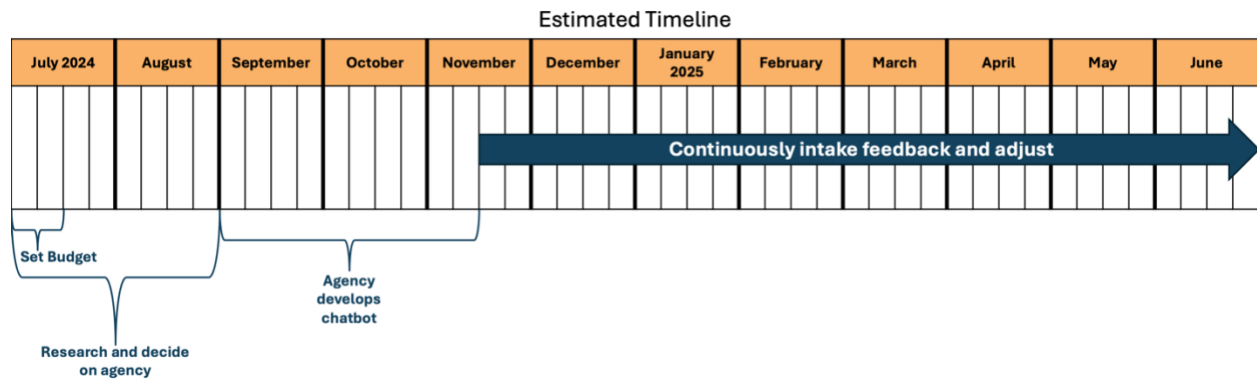 Estimated Timeline
July 2024
August
September
October
November
December
January
2025
February
March
April
May
June
Continuously intake feedback and adjust
Set Budget
Agency
develops
chatbot
Research and decide
on agency